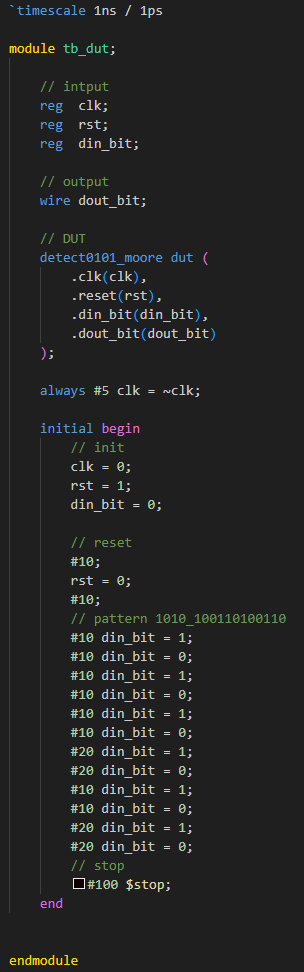 `timescale 1ns / 1ps
module tb_dut;
// intput
reg  clk;
reg  rst;
reg  din_bit;
// output
wire dout_bit;
// DUT
detect0101_moore dut (
.clk(clk),
.reset(rst),
.din_bit(din_bit),
.dout_bit(dout_bit)
);
always #5 clk = ~clk;
initial begin
// init
clk = 0;
rst = 1;
din_bit = 0;
// reset
#10;
rst = 0;
#10;
// pattern 1010_100110100110
#10 din_bit = 1;
#10 din_bit = 0;
#10 din_bit = 1;
#10 din_bit = 0;
#10 din_bit = 1;
#10 din_bit = 0;
#20 din_bit = 1;
#20 din_bit = 0;
#10 din_bit = 1;
#10 din_bit = 0;
#20 din_bit = 1;
#20 din_bit = 0;
// stop
#100 $stop;
end
endmodule